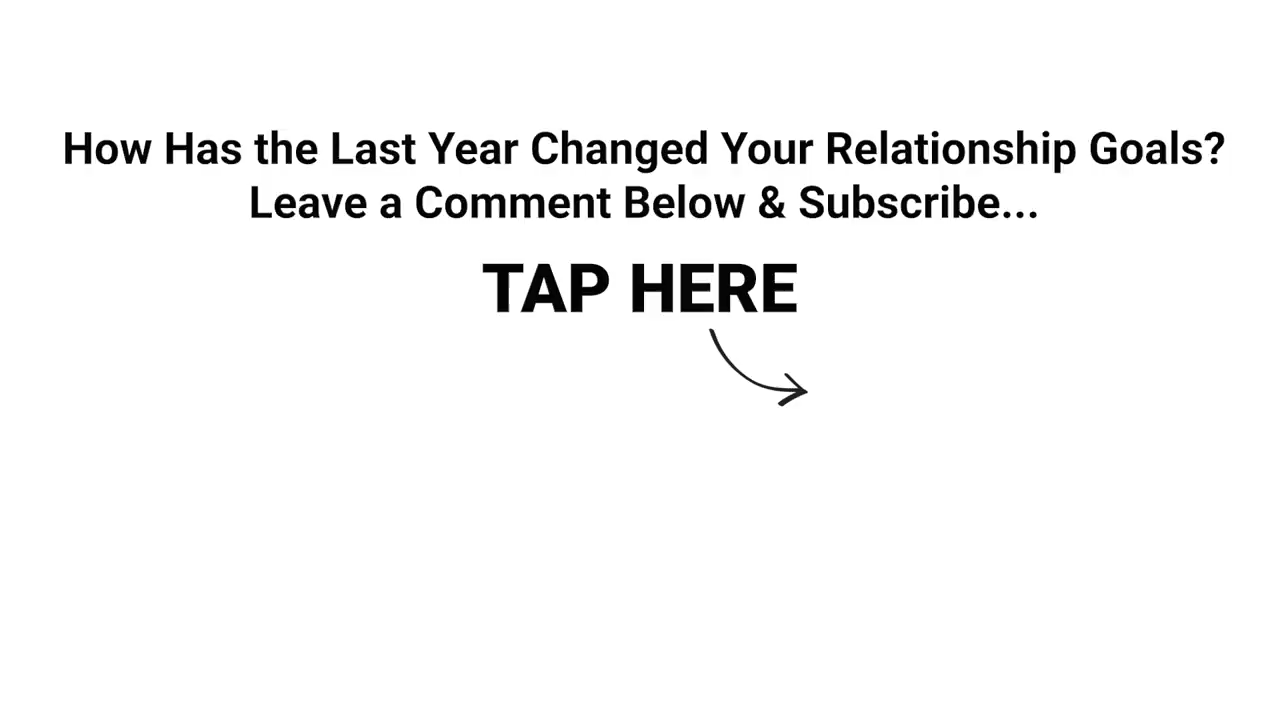 How Has the Last Year Changed Your Relationship Goals?
Leave a Comment Below & Subscribe...
TAP HERE